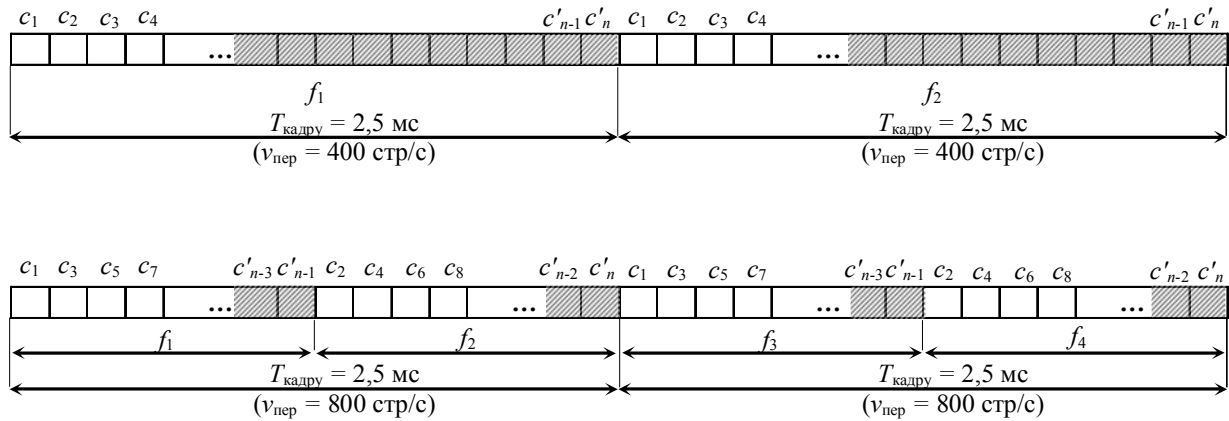 c1 c2 c3 c4 c′n-1 c′n c1 c2 c3 c4 c′n-1 c′n
... ...
f1 f2
Tкадру = 2,5 мс Tкадру = 2,5 мс
(vпер = 400 стр/с) (vпер = 400 стр/с)
c1 c3 c5 c7 c′n-3 c′n-1 c2 c4 c6 c8 c′n-2 c′n c1 c3 c5 c7 c′n-3 c′n-1 c2 c4 c6 c8 c′n-2 c′n
... ... ... ...
f1 f2 f3 f4
Tкадру = 2,5 мс Tкадру = 2,5 мс
(vпер = 800 стр/с) (vпер = 800 стр/с)